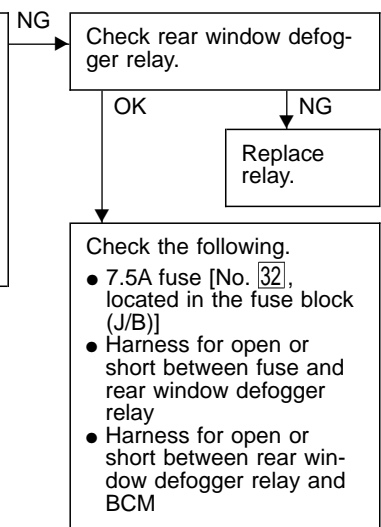 NG
Check rear window defog-
ger relay.
OK
NG
Replace
relay.
Check the following.
● 7.5A fuse [No. 32,
located in the fuse block
(J/B)]
● Harness for open or
short between fuse and
rear window defogger
relay
● Harness for open or
short between rear win-
dow defogger relay and
BCM